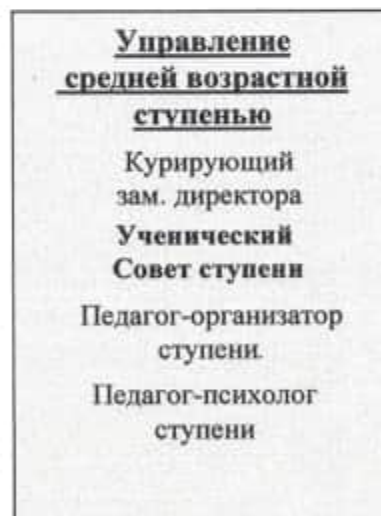 Управление
средней возрастной
ступенью
Курирующий
зам. директора
Ученический
Совет ступени
Педагог-организатор
ступени
Педагог-психолог
ступени